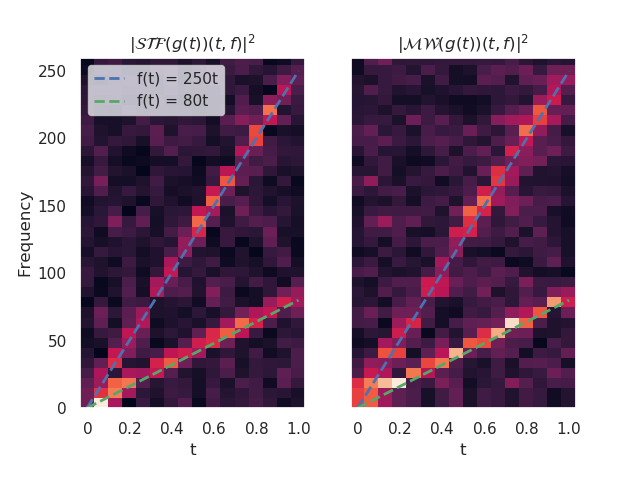 |𝒮𝒯ℱ(g(t))(t, f)|²
|ℳ𝒲(g(t))(t, f)|²
f(t) = 250t
f(t) = 80t
250
200
150
100
50
0
Frequency
0 0.2 0.4 0.6 0.8 1.0
0 0.2 0.4 0.6 0.8 1.0
t
t